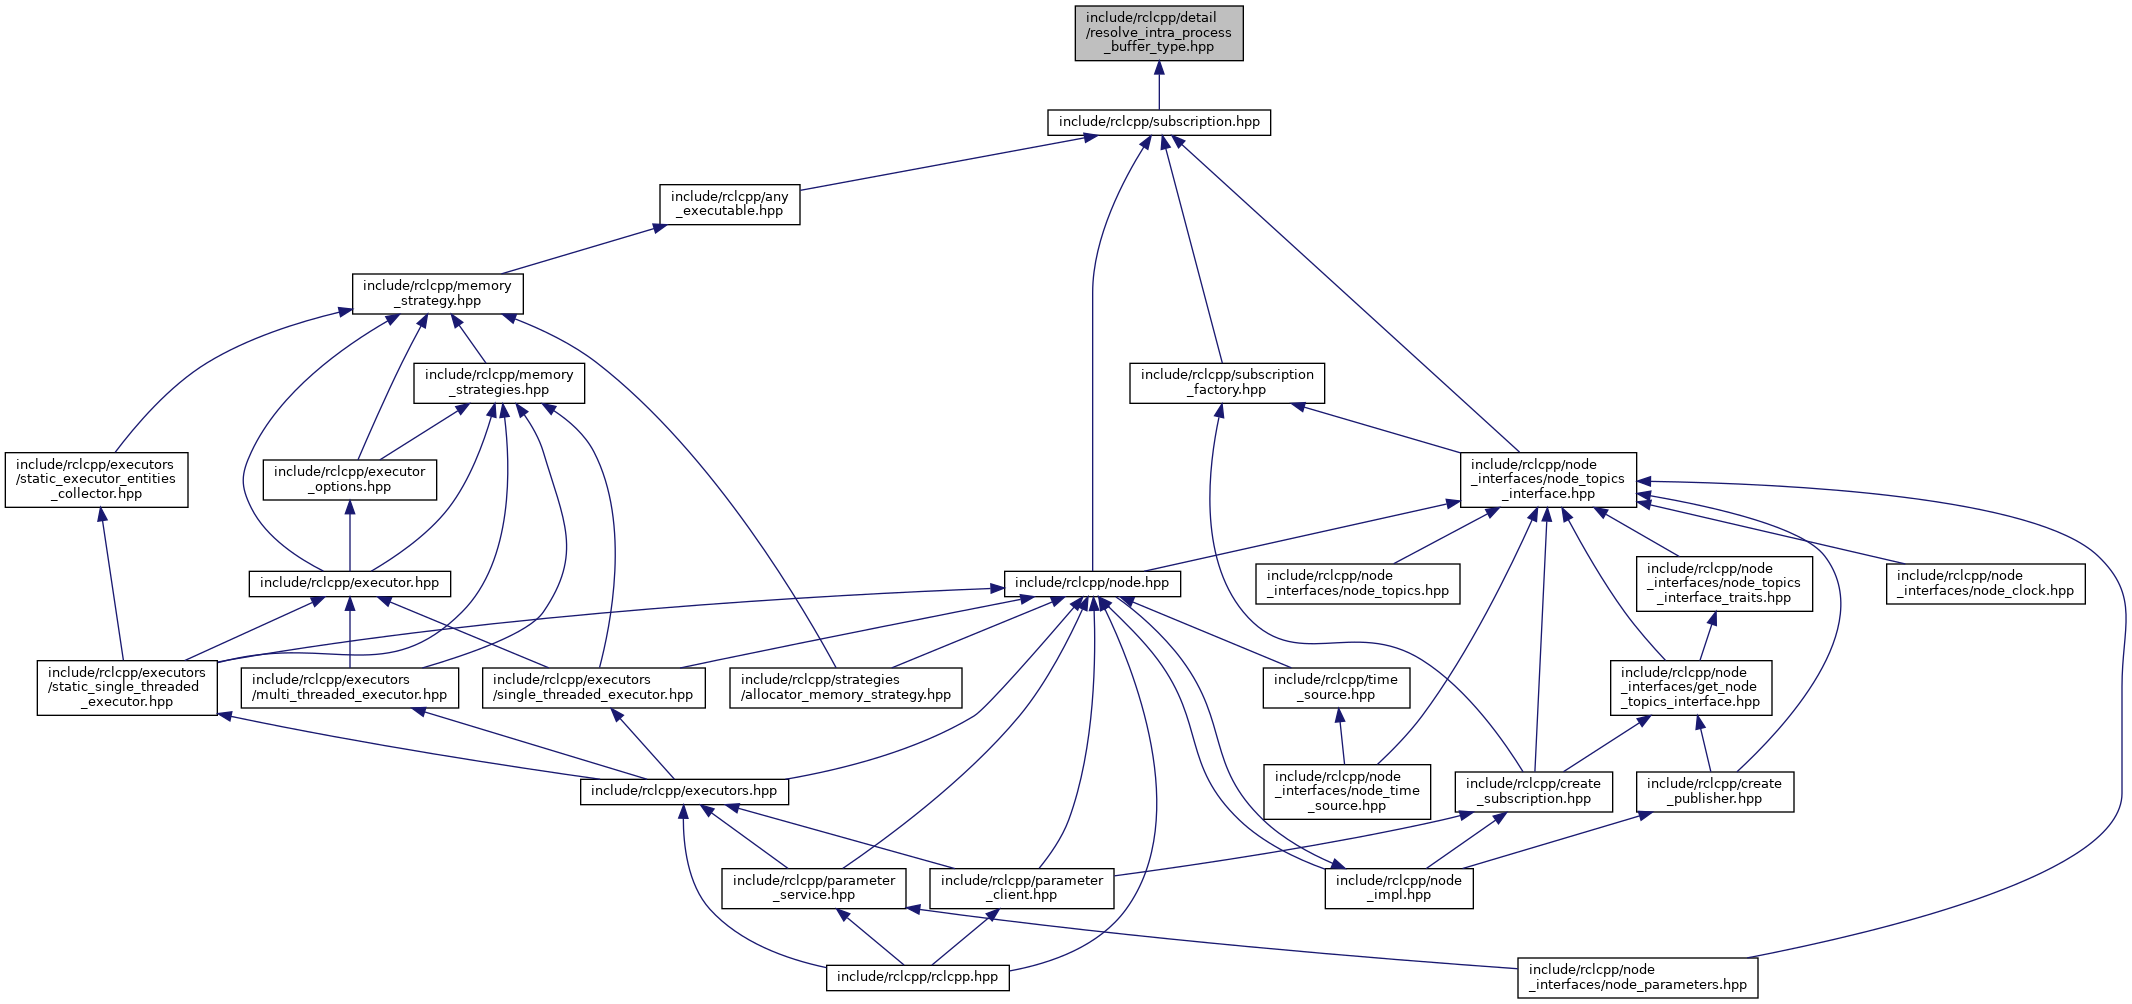 include/rclcpp/detail
/resolve_intra_process
_buffer_type.hpp
include/rclcpp/subscription.hpp
include/rclcpp/any
_executable.hpp
include/rclcpp/memory
_strategy.hpp
include/rclcpp/memory
_strategies.hpp
include/rclcpp/subscription
_factory.hpp
include/rclcpp/executors
/static_executor_entities
_collector.hpp
include/rclcpp/executor
_options.hpp
include/rclcpp/node
_interfaces/node_topics
_interface.hpp
include/rclcpp/executor.hpp
include/rclcpp/node.hpp
include/rclcpp/node
_interfaces/node_topics.hpp
include/rclcpp/node
_interfaces/node_topics
_interface_traits.hpp
include/rclcpp/node
_interfaces/node_clock.hpp
include/rclcpp/executors
/static_single_threaded
_executor.hpp
include/rclcpp/executors
/multi_threaded_executor.hpp
include/rclcpp/executors
/single_threaded_executor.hpp
include/rclcpp/strategies
/allocator_memory_strategy.hpp
include/rclcpp/time
_source.hpp
include/rclcpp/node
_interfaces/get_node
_topics_interface.hpp
include/rclcpp/executors.hpp
include/rclcpp/node
_interfaces/node_time
_source.hpp
include/rclcpp/create
_subscription.hpp
include/rclcpp/create
_publisher.hpp
include/rclcpp/parameter
_service.hpp
include/rclcpp/parameter
_client.hpp
include/rclcpp/node
_impl.hpp
include/rclcpp/rclcpp.hpp
include/rclcpp/node
_interfaces/node_parameters.hpp